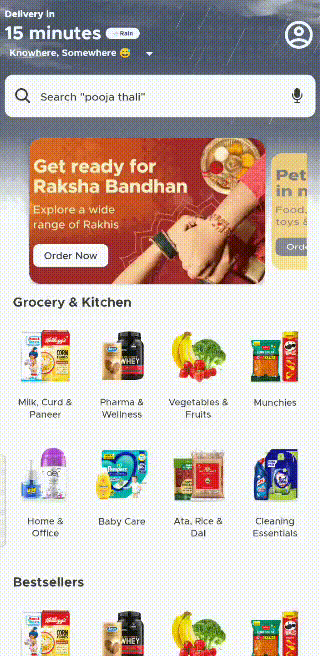 Delivery in
15 minutes
Rain
Knowhere, Somewhere 😅
Search "pooja thali"
Get ready for
Raksha Bandhan
Explore a wide
range of Rakhis
Order Now
Pet
in m
Food,
toys &
Orde
Grocery & Kitchen
Milk, Curd &
Paneer
Pharma &
Wellness
Vegetables &
Fruits
Munchies
Home &
Office
Baby Care
Ata, Rice &
Dal
Cleaning
Essentials
Bestsellers